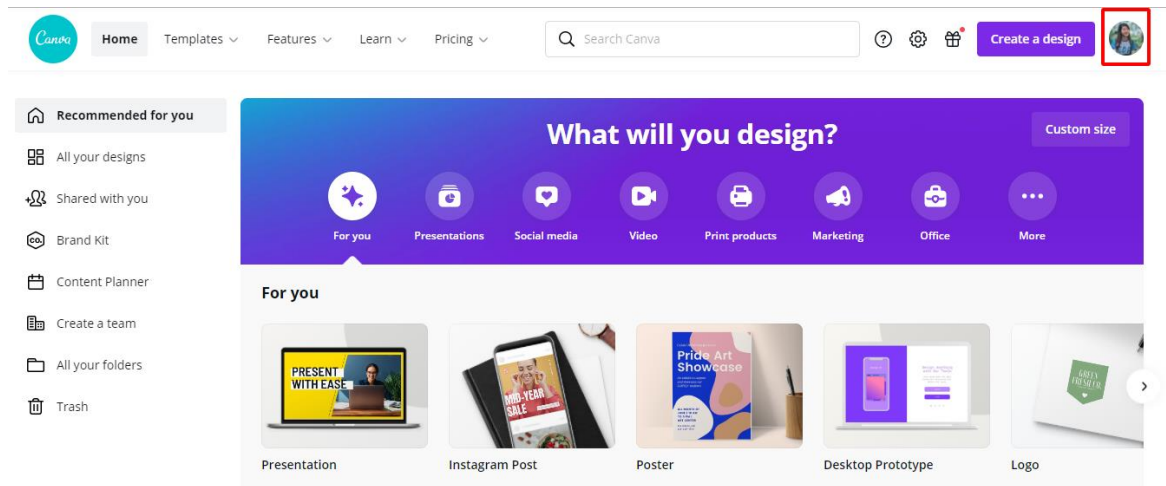 Canva
Home
Templates
Features
Learn
Pricing
Search Canva
Create a design
Recommended for you
All your designs
Shared with you
Brand Kit
Content Planner
Create a team
All your folders
Trash
What will you design?
Custom size
For you
Presentations
Social media
Video
Print products
Marketing
Office
More
For you
PRESENT
WITH EASE
MID-YEAR
SALE
Pride Art
Showcase
GREEN
FRESH CO.
Presentation
Instagram Post
Poster
Desktop Prototype
Logo
CO.